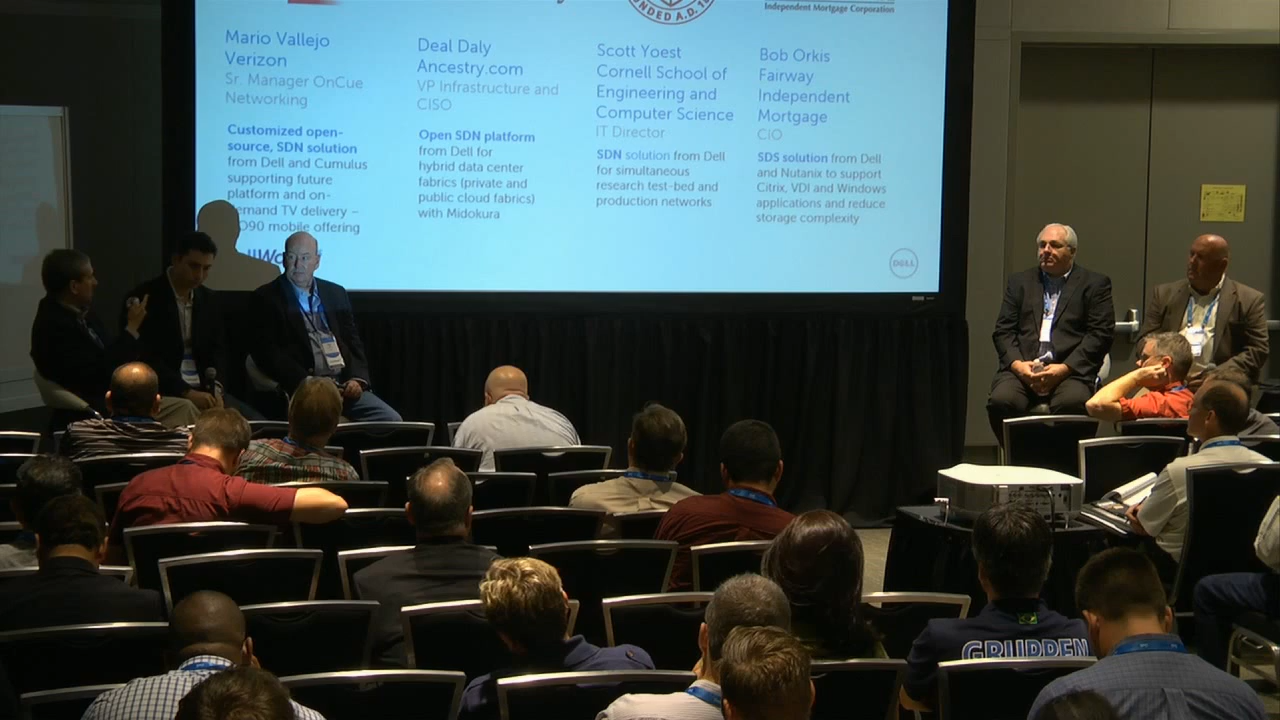 FOUNDED A.D. 18
Independent Mortgage Corporation
Mario Vallejo
Verizon
Sr. Manager OnCue
Networking
Customized open-
source, SDN solution
from Dell and Cumulus
supporting future
platform and on-
emand TV delivery –
O90 mobile offering
Deal Daly
Ancestry.com
VP Infrastructure and
CISO
Open SDN platform
from Dell for
hybrid data center
fabrics (private and
public cloud fabrics)
with Midokura
Scott Yoest
Cornell School of
Engineering and
Computer Science
IT Director
SDN solution from Dell
for simultaneous
research test-bed and
production networks
Bob Orkis
Fairway
Independent
Mortgage
CIO
SDS solution from Dell
and Nutanix to support
Citrix, VDI and Windows
applications and reduce
storage complexity
DELL
GRUPPEN